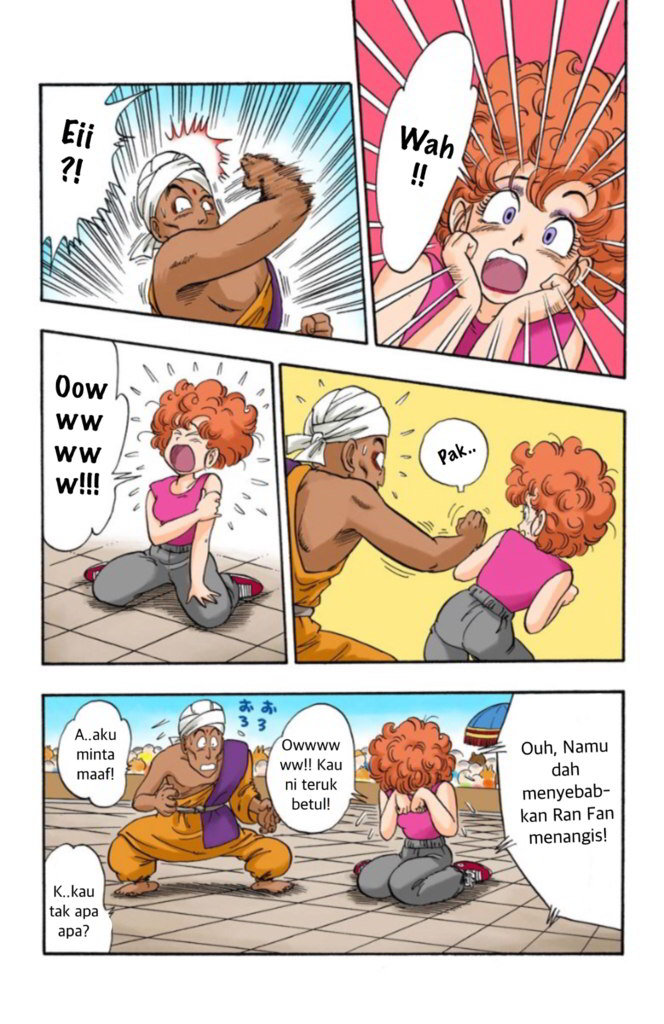 Wah
!!
Eii
?!
Pak..
Oow
ww
ww
w!!!
Ouh, Namu
dah
menyebab-
kan Ran Fan
menangis!
Owwww
ww!! Kau
ni teruk
betul!
おろ
おろ
A..aku
minta
maaf!
K..kau
tak apa
apa?